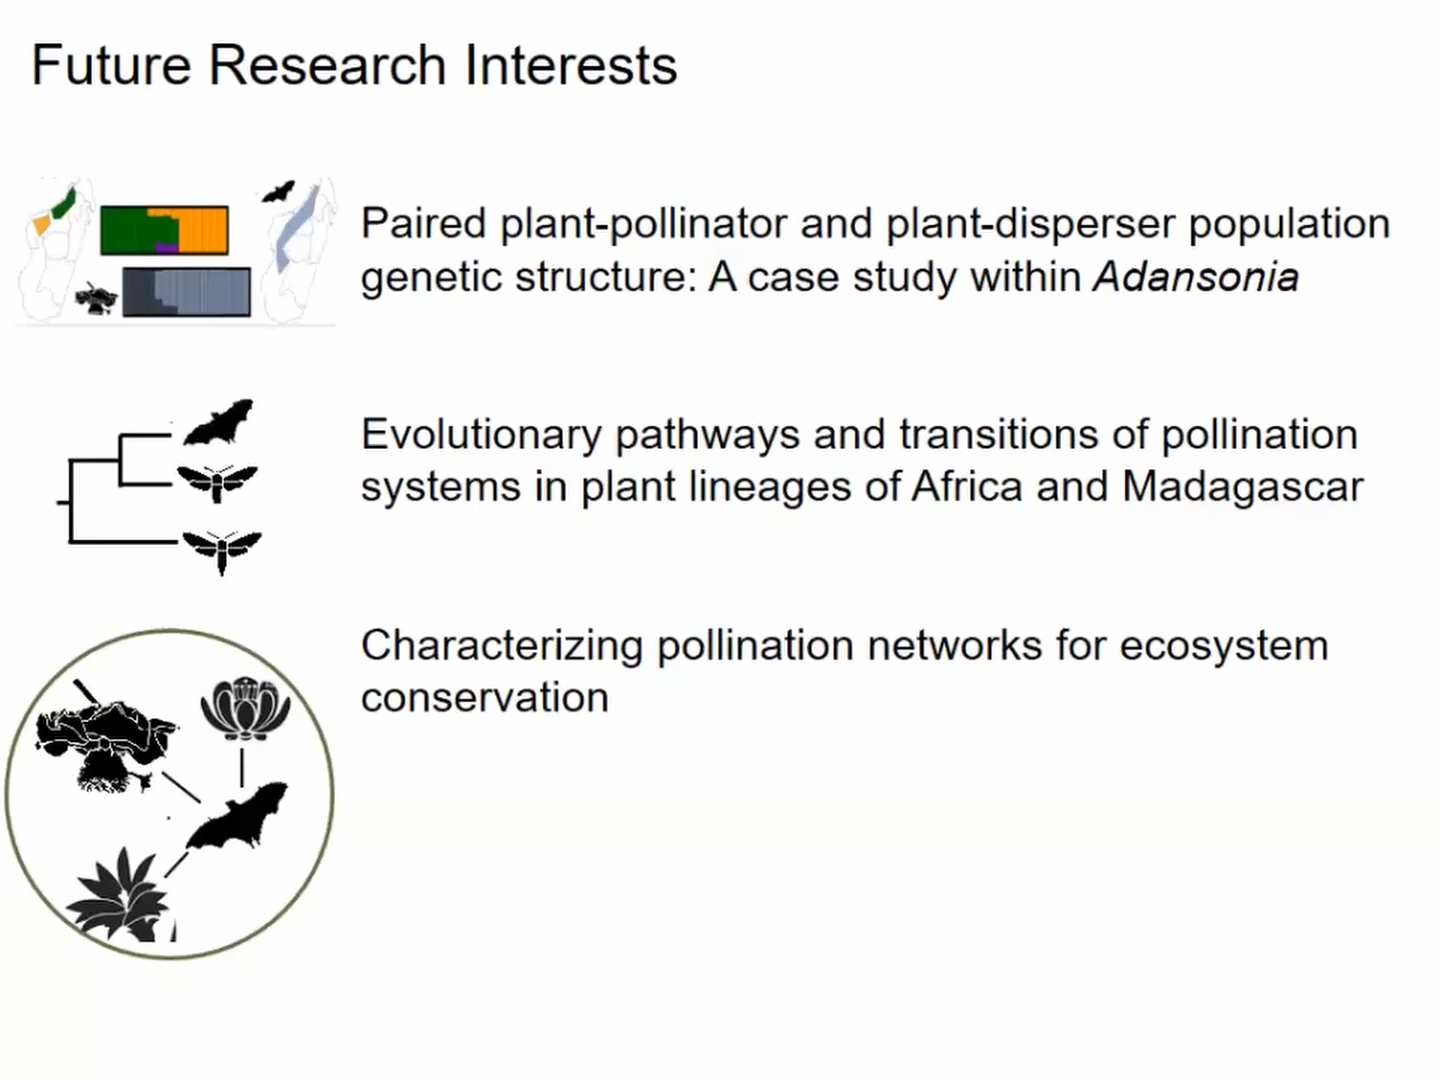 Future Research Interests
Paired plant-pollinator and plant-disperser population
genetic structure: A case study within Adansonia
Evolutionary pathways and transitions of pollination
systems in plant lineages of Africa and Madagascar
Characterizing pollination networks for ecosystem
conservation